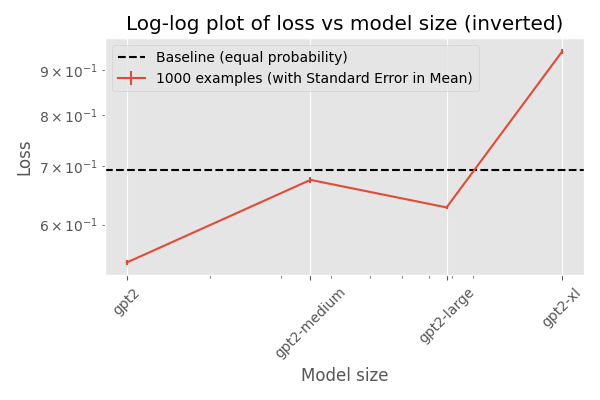 Log-log plot of loss vs model size (inverted)
Baseline (equal probability)
1000 examples (with Standard Error in Mean)
Loss
9 × 10⁻¹
8 × 10⁻¹
7 × 10⁻¹
6 × 10⁻¹
gpt2
gpt2-medium
gpt2-large
gpt2-xl
Model size